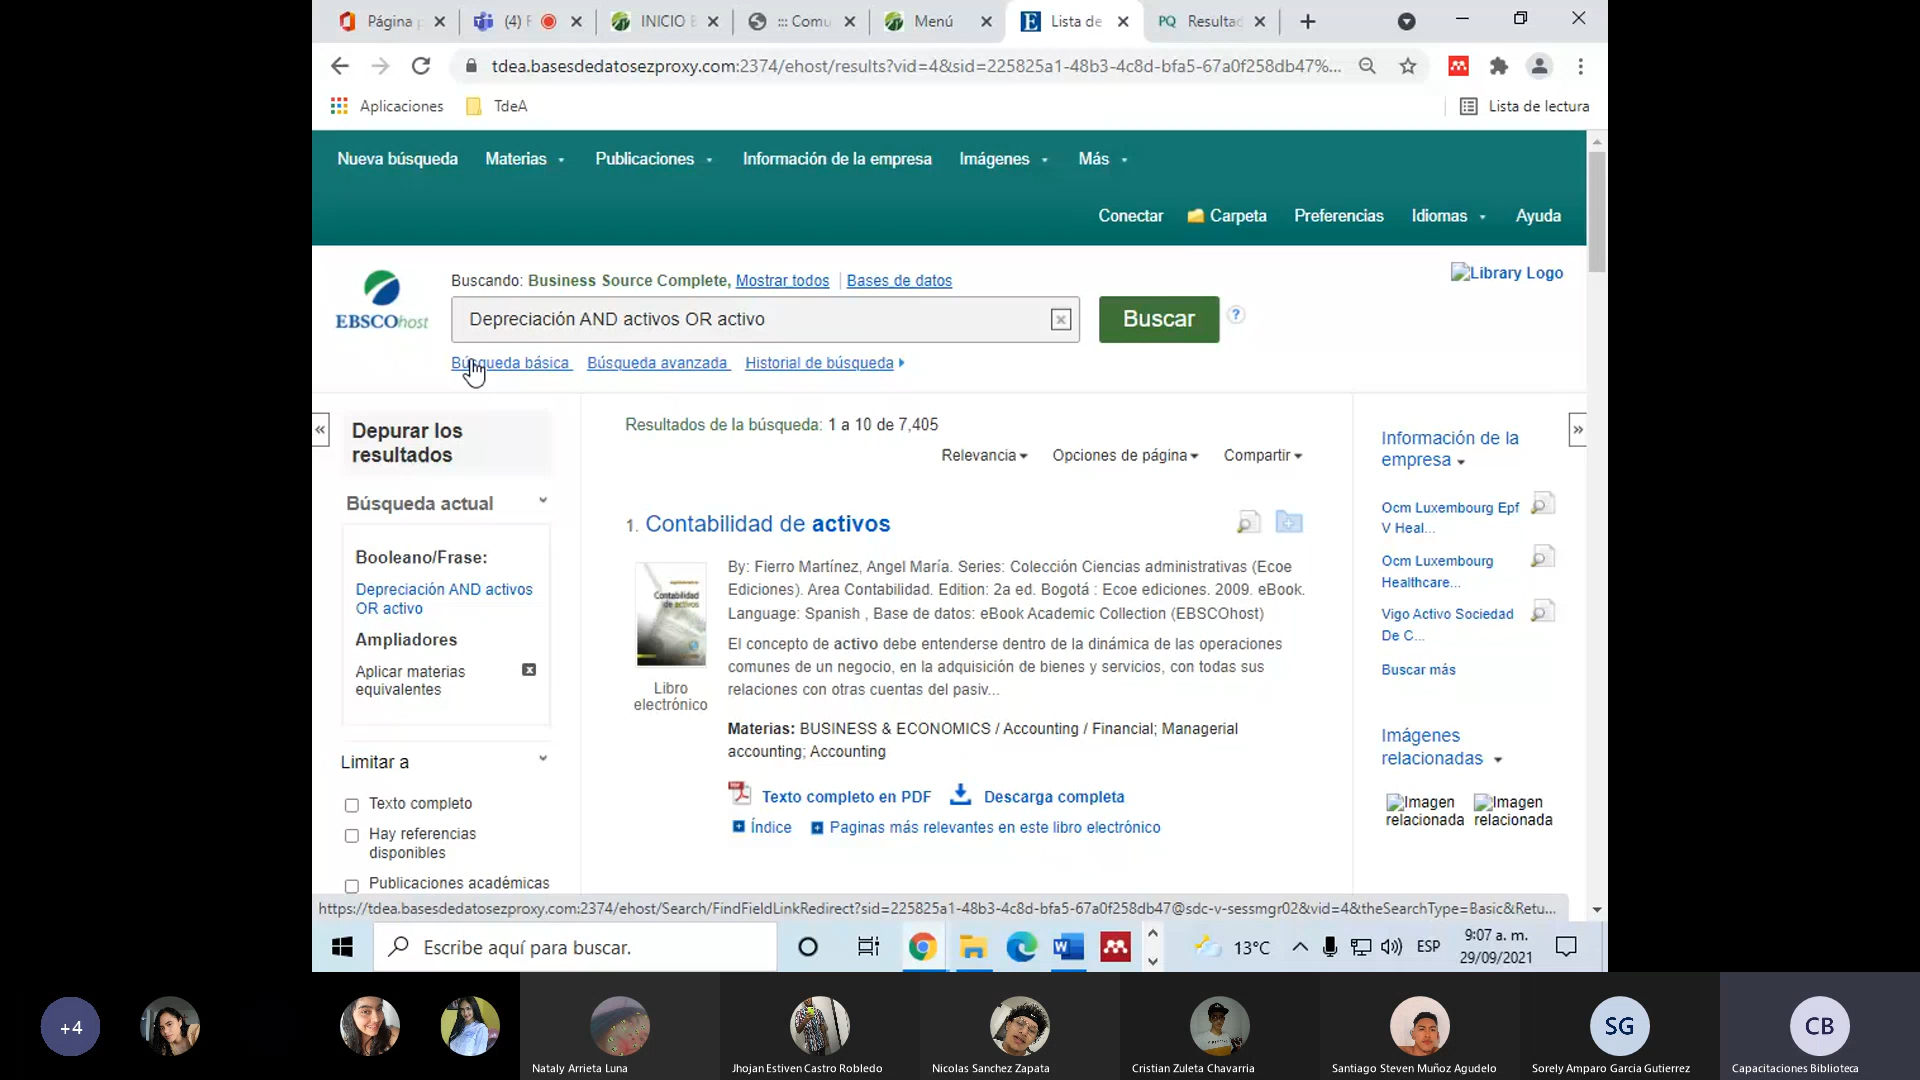 Página p
(4) F
INICIO E
::: Comu
Menú
Lista de
PQ Resultad
tdea.basesdedatosezproxy.com:2374/ehost/results?vid=4&sid=225825a1-48b3-4c8d-bfa5-67a0f258db47%...
Aplicaciones
TdeA
Lista de lectura
Nueva búsqueda
Materias
Publicaciones
Información de la empresa
Imágenes
Más
Conectar
Carpeta
Preferencias
Idiomas
Ayuda
EBSCOhost
Buscando: Business Source Complete, Mostrar todos | Bases de datos
Library Logo
Depreciación AND activos OR activo
Buscar
Búsqueda básica
Búsqueda avanzada
Historial de búsqueda
Depurar los
resultados
Búsqueda actual
Booleano/Frase:
Depreciación AND activos
OR activo
Ampliadores
Aplicar materias
equivalentes
Limitar a
Texto completo
Hay referencias
disponibles
Publicaciones académicas
Resultados de la búsqueda: 1 a 10 de 7,405
Relevancia
Opciones de página
Compartir
1. Contabilidad de activos
Contabilidad
de activos
Libro
electrónico
By: Fierro Martínez, Angel María. Series: Colección Ciencias administrativas (Ecoe
Ediciones). Area Contabilidad. Edition: 2a ed. Bogotá : Ecoe ediciones. 2009. eBook.
Language: Spanish , Base de datos: eBook Academic Collection (EBSCOhost)
El concepto de activo debe entenderse dentro de la dinámica de las operaciones
comunes de un negocio, en la adquisición de bienes y servicios, con todas sus
relaciones con otras cuentas del pasiv...
Materias: BUSINESS & ECONOMICS / Accounting / Financial; Managerial
accounting; Accounting
Texto completo en PDF
Descarga completa
Índice
Paginas más relevantes en este libro electrónico
Información de la
empresa
Ocm Luxembourg Epf
V Heal...
Ocm Luxembourg
Healthcare...
Vigo Activo Sociedad
De C...
Buscar más
Imágenes
relacionadas
Imagen
relacionada
Imagen
relacionada
https://tdea.basesdedatosezproxy.com:2374/ehost/Search/FindFieldLinkRedirect?sid=225825a1-48b3-4c8d-bfa5-67a0f258db47@sdc-v-sessmgr02&vid=4&theSearchType=Basic&Retu...
Escribe aquí para buscar.
13°C
ESP
9:07 a. m.
29/09/2021
+4
Nataly Arrieta Luna
Jhojan Estiven Castro Robledo
Nicolas Sanchez Zapata
Cristian Zuleta Chavarria
Santiago Steven Muñoz Agudelo
SG
Sorely Amparo Garcia Gutierrez
CB
Capacitaciones Biblioteca